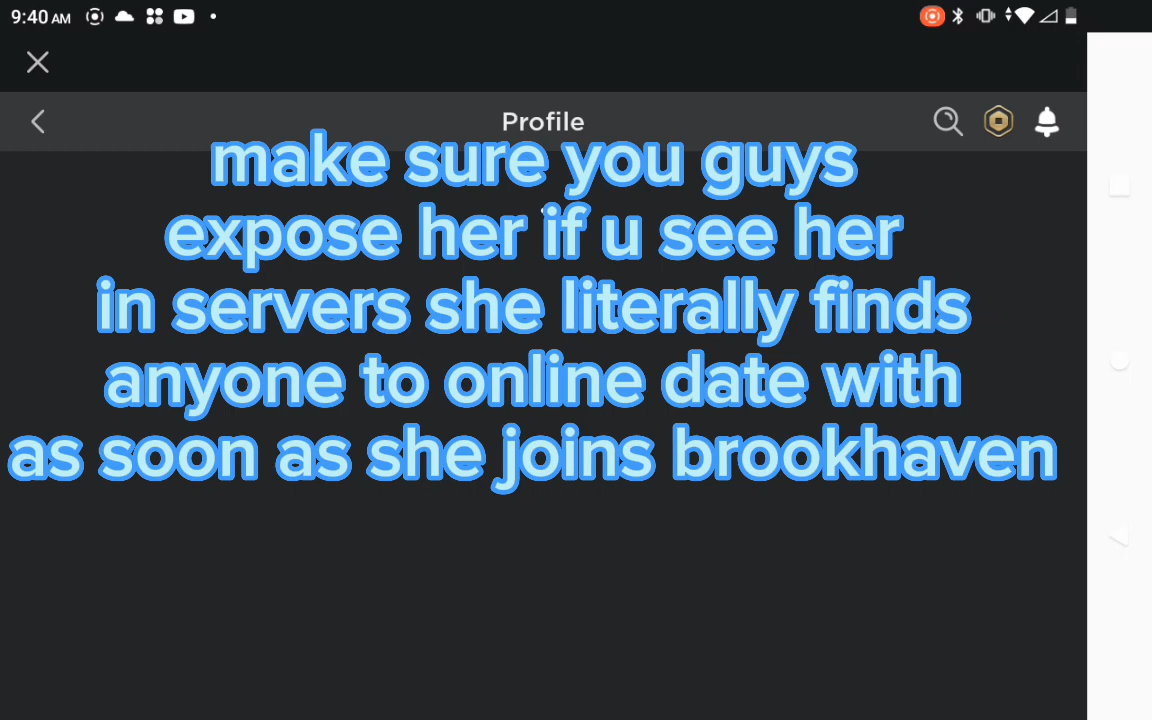 9:40 AM
Profile
make sure you guys
expose her if u see her
in servers she literally finds
anyone to online date with
as soon as she joins brookhaven